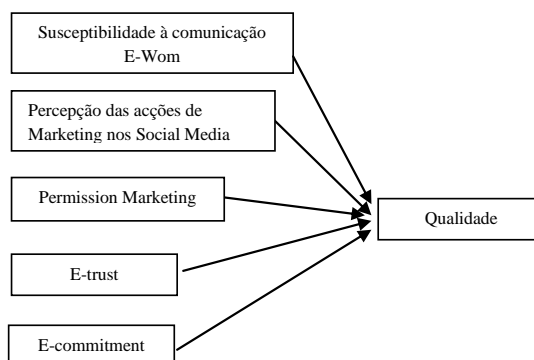 Susceptibilidade à comunicação
E-Wom
Percepção das acções de
Marketing nos Social Media
Permission Marketing
Qualidade
E-trust
E-commitment